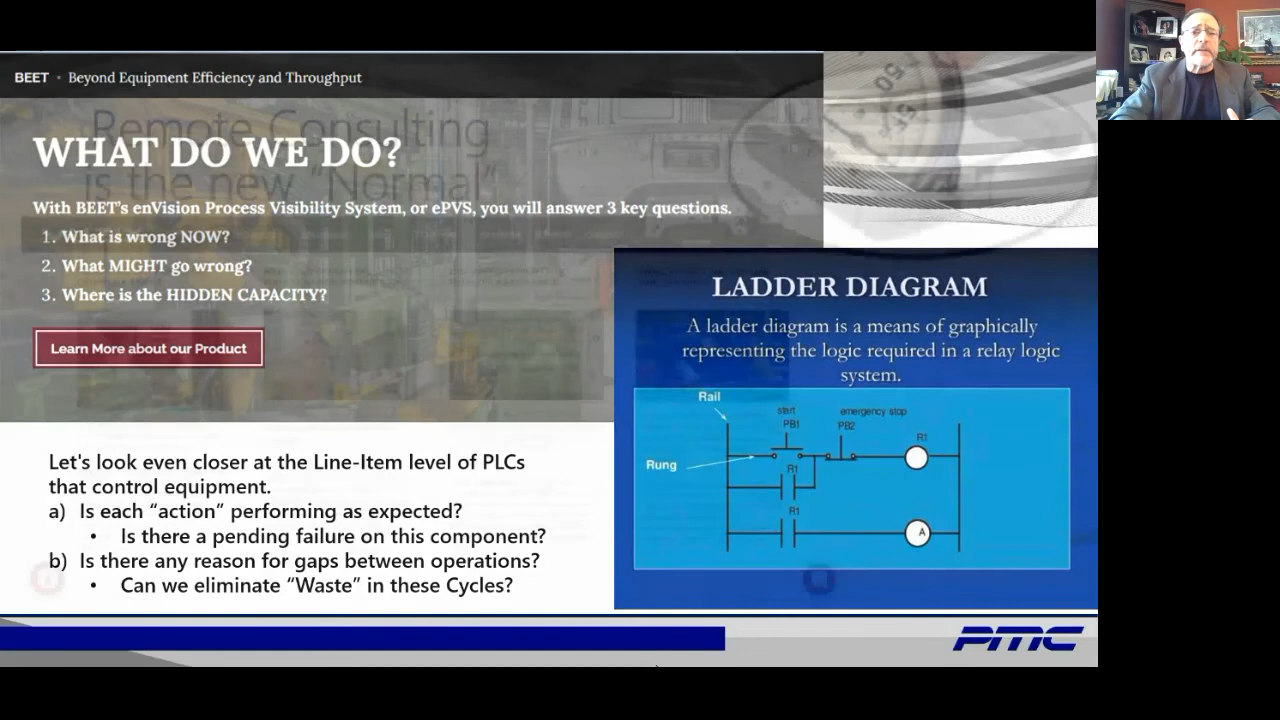 BEET • Beyond Equipment Efficiency and Throughput
Remote Consulting
is the new "Normal"
WHAT DO WE DO?
With BEET's enVision Process Visibility System, or ePVS, you will answer 3 key questions.
1. What is wrong NOW?
2. What MIGHT go wrong?
3. Where is the HIDDEN CAPACITY?
Learn More about our Product
50
55
LADDER DIAGRAM
A ladder diagram is a means of graphically
representing the logic required in a relay logic
system.
Rail
start
PB1
emergency stop
PB2
R1
Rung
R1
R1
A
Let's look even closer at the Line-Item level of PLCs
that control equipment.
a) Is each “action” performing as expected?
• Is there a pending failure on this component?
b) Is there any reason for gaps between operations?
• Can we eliminate “Waste” in these Cycles?
PMC